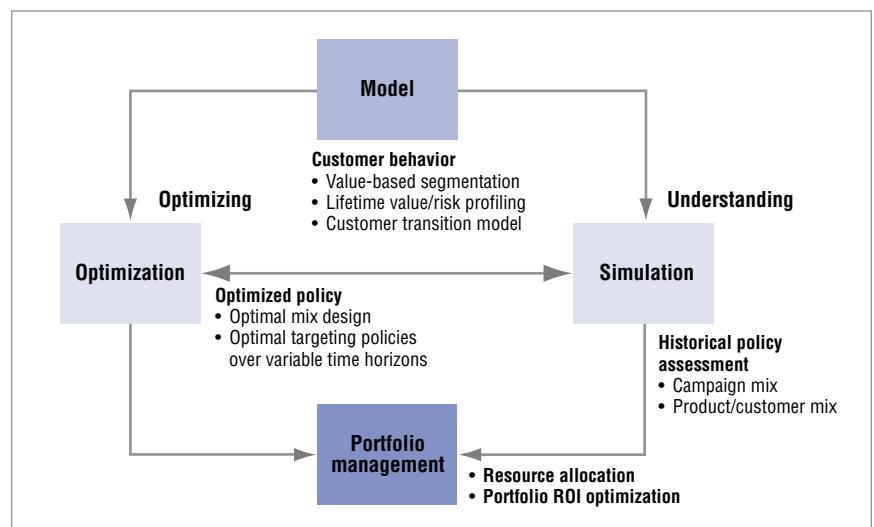 Model
Customer behavior
• Value-based segmentation
• Lifetime value/risk profiling
• Customer transition model
Optimizing
Understanding
Optimization
Simulation
Optimized policy
• Optimal mix design
• Optimal targeting policies
over variable time horizons
Historical policy
assessment
• Campaign mix
• Product/customer mix
Portfolio
management
• Resource allocation
• Portfolio ROI optimization